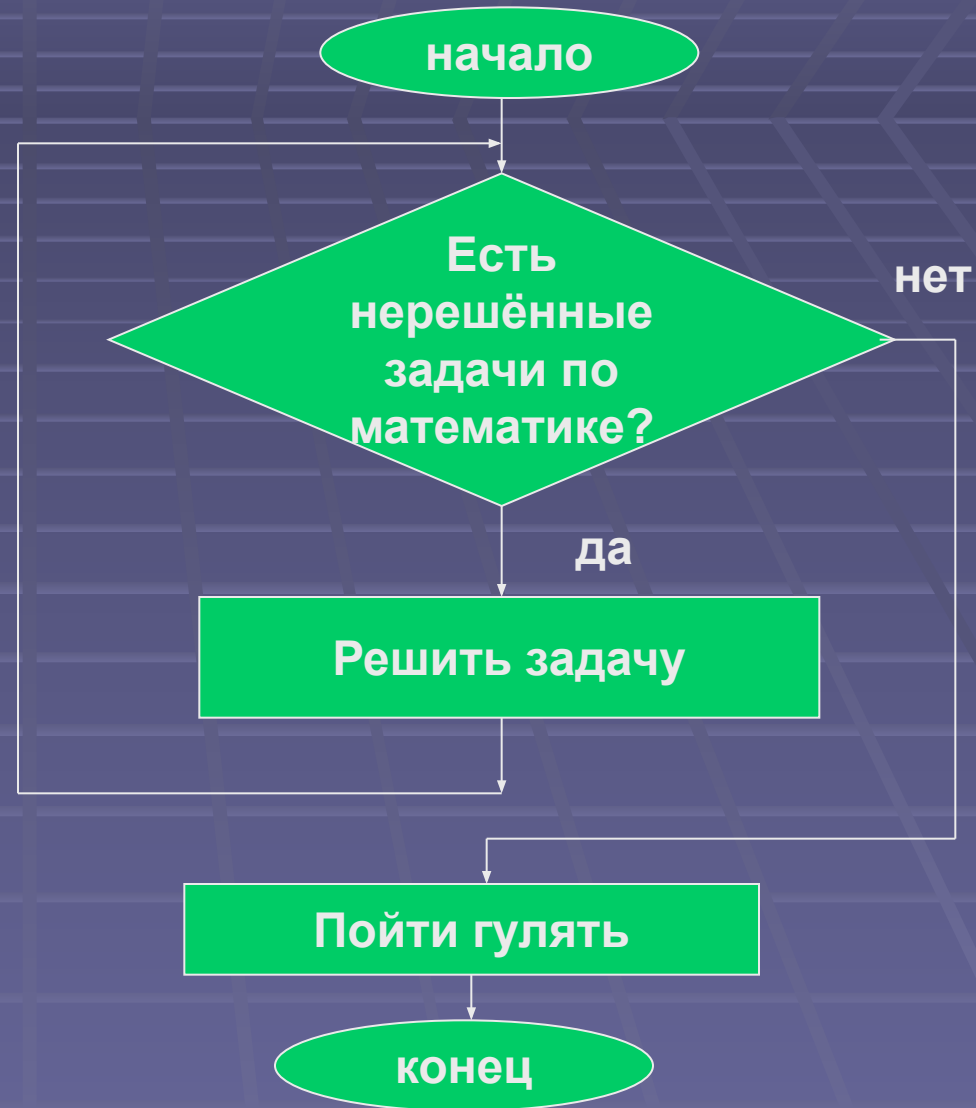 начало
Есть
нерешённые
задачи по
математике?
нет
да
Решить задачу
Пойти гулять
конец